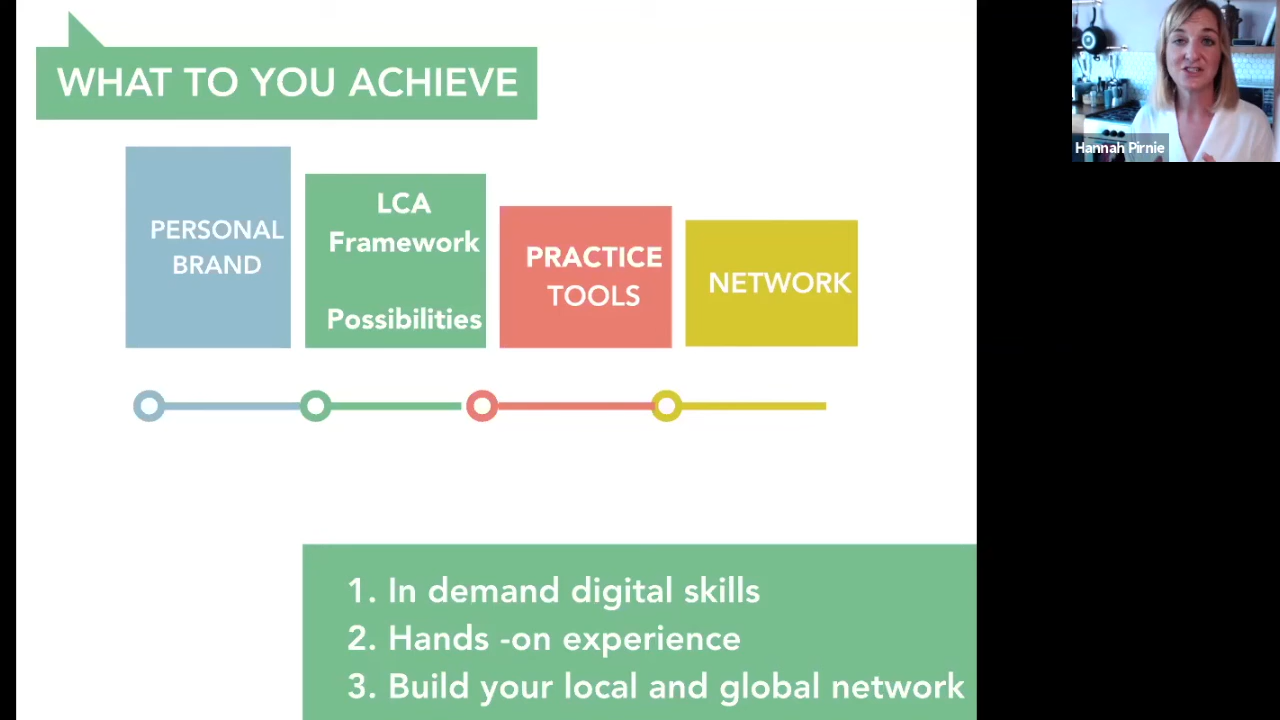 WHAT TO YOU ACHIEVE
PERSONAL
BRAND
LCA
Framework
Possibilities
PRACTICE
TOOLS
NETWORK
1. In demand digital skills
2. Hands -on experience
3. Build your local and global network
Hannah Pirnie